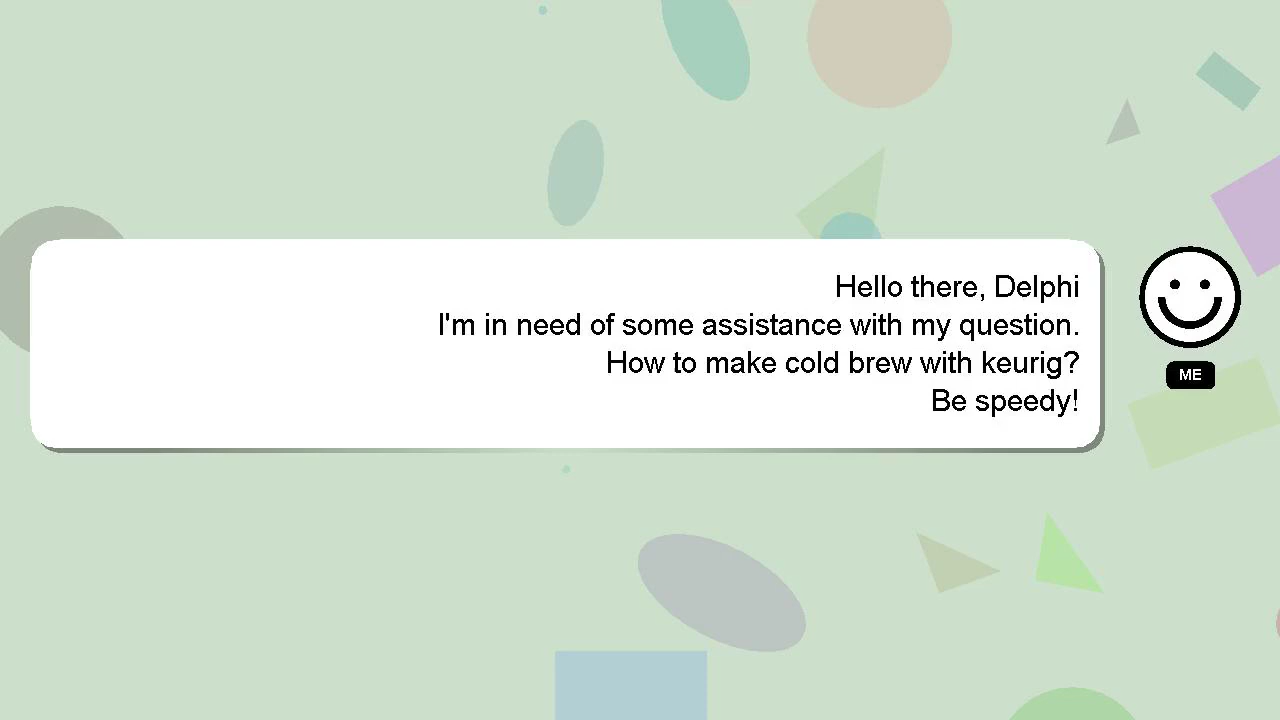 Hello there, Delphi
I'm in need of some assistance with my question.
How to make cold brew with keurig?
Be speedy!
ME